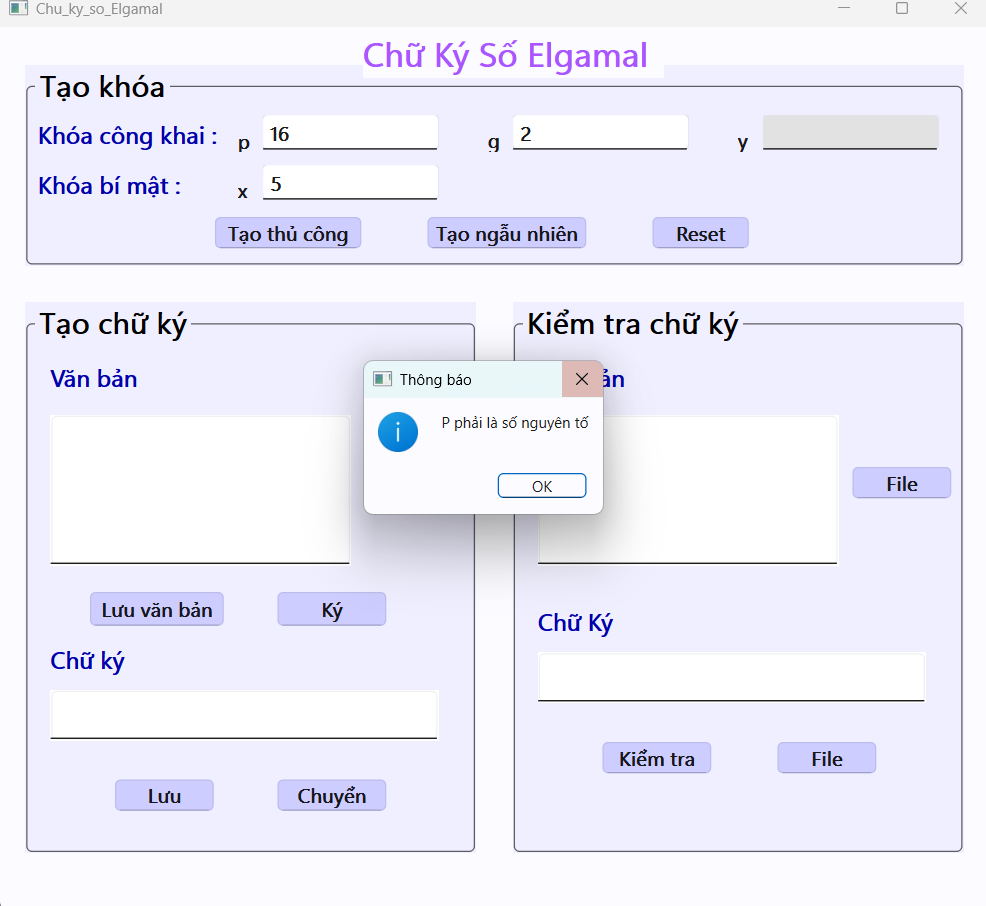 Chu_ky_so_Elgamal
Chữ Ký Số Elgamal
Tạo khóa
Khóa công khai : p 16 g 2 y
Khóa bí mật : x 5
Tạo thủ công Tạo ngẫu nhiên Reset
Tạo chữ ký
Văn bản
Lưu văn bản Ký
Chữ ký
Lưu Chuyển
Kiểm tra chữ ký
File
Chữ Ký
Kiểm tra File
Thông báo
P phải là số nguyên tố
OK